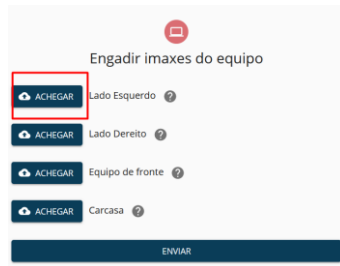 Engadir imaxes do equipo
ACHEGAR Lado Esquerdo ?
ACHEGAR Lado Dereito ?
ACHEGAR Equipo de fronte ?
ACHEGAR Carcasa ?
ENVIAR